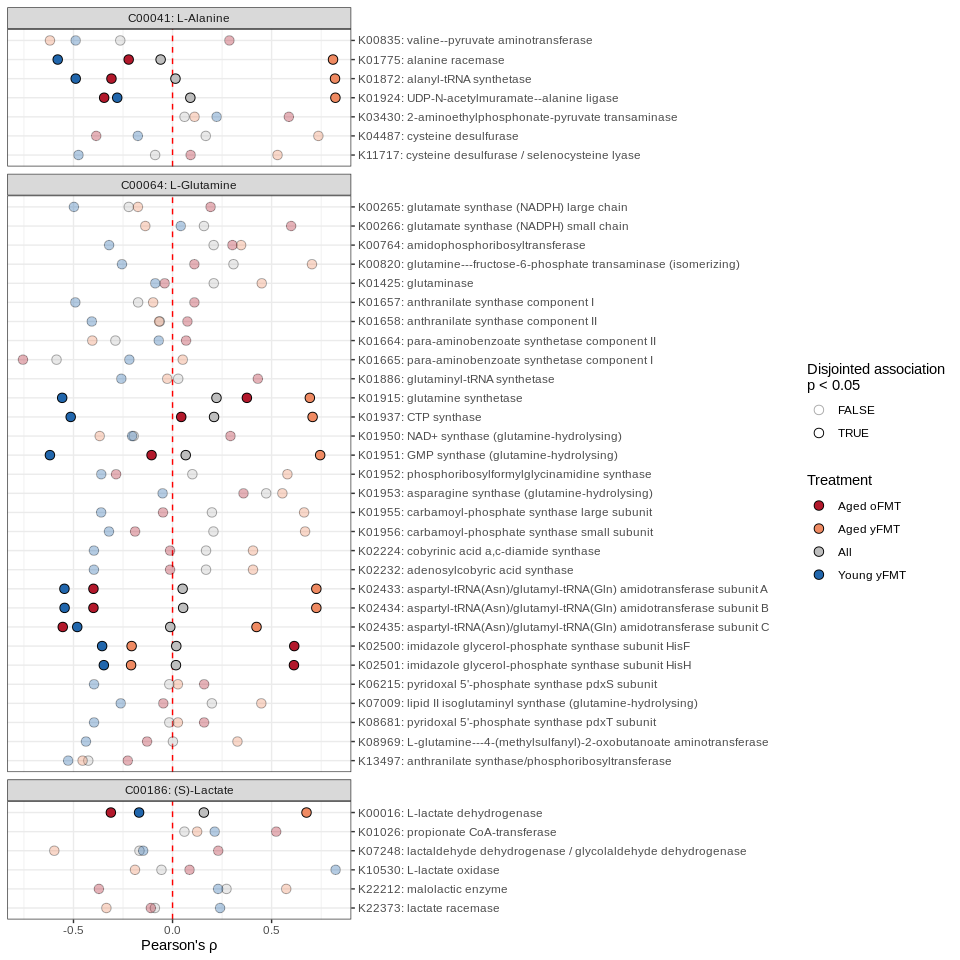 C00041: L-Alanine
K00835: valine--pyruvate aminotransferase
K01775: alanine racemase
K01872: alanyl-tRNA synthetase
K01924: UDP-N-acetylmuramate--alanine ligase
K03430: 2-aminoethylphosphonate-pyruvate transaminase
K04487: cysteine desulfurase
K11717: cysteine desulfurase / selenocysteine lyase
C00064: L-Glutamine
K00265: glutamate synthase (NADPH) large chain
K00266: glutamate synthase (NADPH) small chain
K00764: amidophosphoribosyltransferase
K00820: glutamine---fructose-6-phosphate transaminase (isomerizing)
K01425: glutaminase
K01657: anthranilate synthase component I
K01658: anthranilate synthase component II
K01664: para-aminobenzoate synthetase component II
K01665: para-aminobenzoate synthetase component I
K01886: glutaminyl-tRNA synthetase
K01915: glutamine synthetase
K01937: CTP synthase
K01950: NAD+ synthase (glutamine-hydrolysing)
K01951: GMP synthase (glutamine-hydrolysing)
K01952: phosphoribosylformylglycinamidine synthase
K01953: asparagine synthase (glutamine-hydrolysing)
K01955: carbamoyl-phosphate synthase large subunit
K01956: carbamoyl-phosphate synthase small subunit
K02224: cobyrinic acid a,c-diamide synthase
K02232: adenosylcobyric acid synthase
K02433: aspartyl-tRNA(Asn)/glutamyl-tRNA(Gln) amidotransferase subunit A
K02434: aspartyl-tRNA(Asn)/glutamyl-tRNA(Gln) amidotransferase subunit B
K02435: aspartyl-tRNA(Asn)/glutamyl-tRNA(Gln) amidotransferase subunit C
K02500: imidazole glycerol-phosphate synthase subunit HisF
K02501: imidazole glycerol-phosphate synthase subunit HisH
K06215: pyridoxal 5'-phosphate synthase pdxS subunit
K07009: lipid II isoglutaminyl synthase (glutamine-hydrolysing)
K08681: pyridoxal 5'-phosphate synthase pdxT subunit
K08969: L-glutamine---4-(methylsulfanyl)-2-oxobutanoate aminotransferase
K13497: anthranilate synthase/phosphoribosyltransferase
C00186: (S)-Lactate
K00016: L-lactate dehydrogenase
K01026: propionate CoA-transferase
K07248: lactaldehyde dehydrogenase / glycolaldehyde dehydrogenase
K10530: L-lactate oxidase
K22212: malolactic enzyme
K22373: lactate racemase
-0.5 0.0 0.5
Pearson's ρ
Disjointed association
p < 0.05
FALSE
TRUE
Treatment
Aged oFMT
Aged yFMT
All
Young yFMT